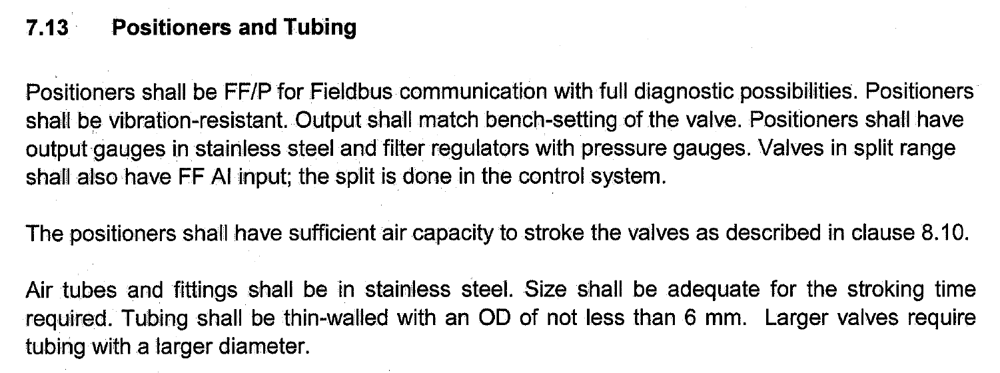 7.13 Positioners and Tubing
Positioners shall be FF/P for Fieldbus communication with full diagnostic possibilities. Positioners
shall be vibration-resistant. Output shall match bench-setting of the valve. Positioners shall have
output gauges in stainless steel and filter regulators with pressure gauges. Valves in split range
shall also have FF AI input; the split is done in the control system.
The positioners shall have sufficient air capacity to stroke the valves as described in clause 8.10.
Air tubes and fittings shall be in stainless steel. Size shall be adequate for the stroking time
required. Tubing shall be thin-walled with an OD of not less than 6 mm. Larger valves require
tubing with a larger diameter.